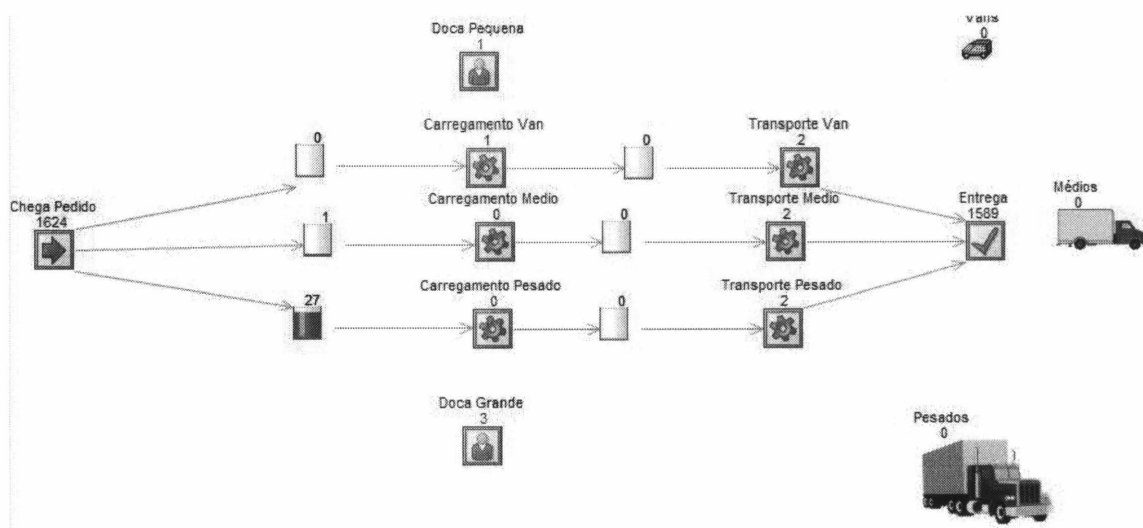 Doca Pequena
1
Vans
0
0
Carregamento Van
1
0
Transporte Van
2
Chega Pedido
1624
1
Carregamento Medio
0
0
Transporte Medio
2
Entrega
1589
Médios
0
27
Carregamento Pesado
0
0
Transporte Pesado
2
Doca Grande
3
Pesados
0